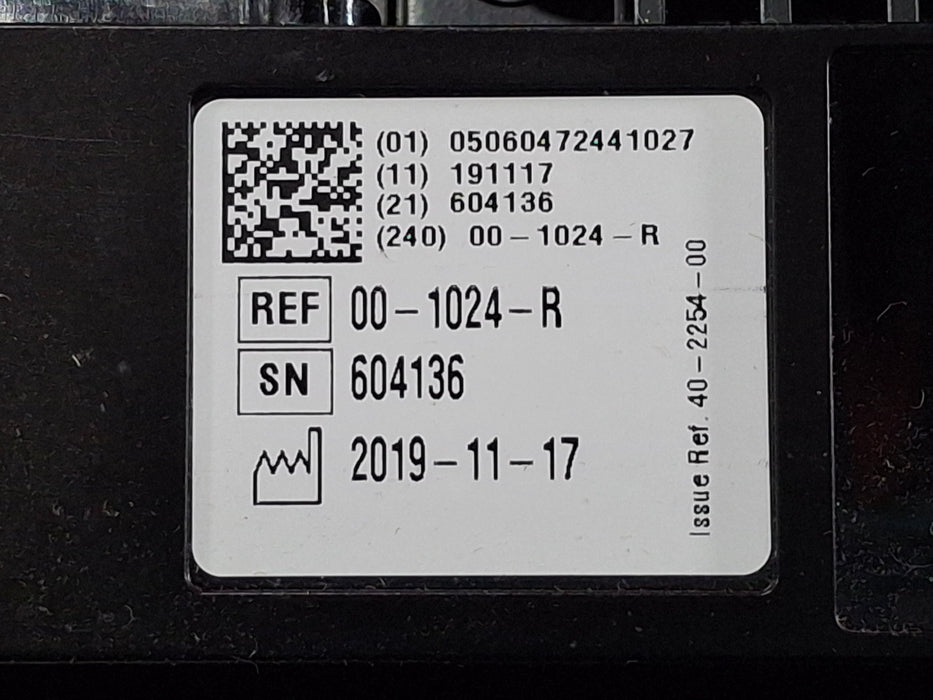 (01) 05060472441027
(11) 191117
(21) 604136
(240) 00-1024-R
REF 00-1024-R
SN 604136
2019-11-17
Issue Ref. 40-2254-00